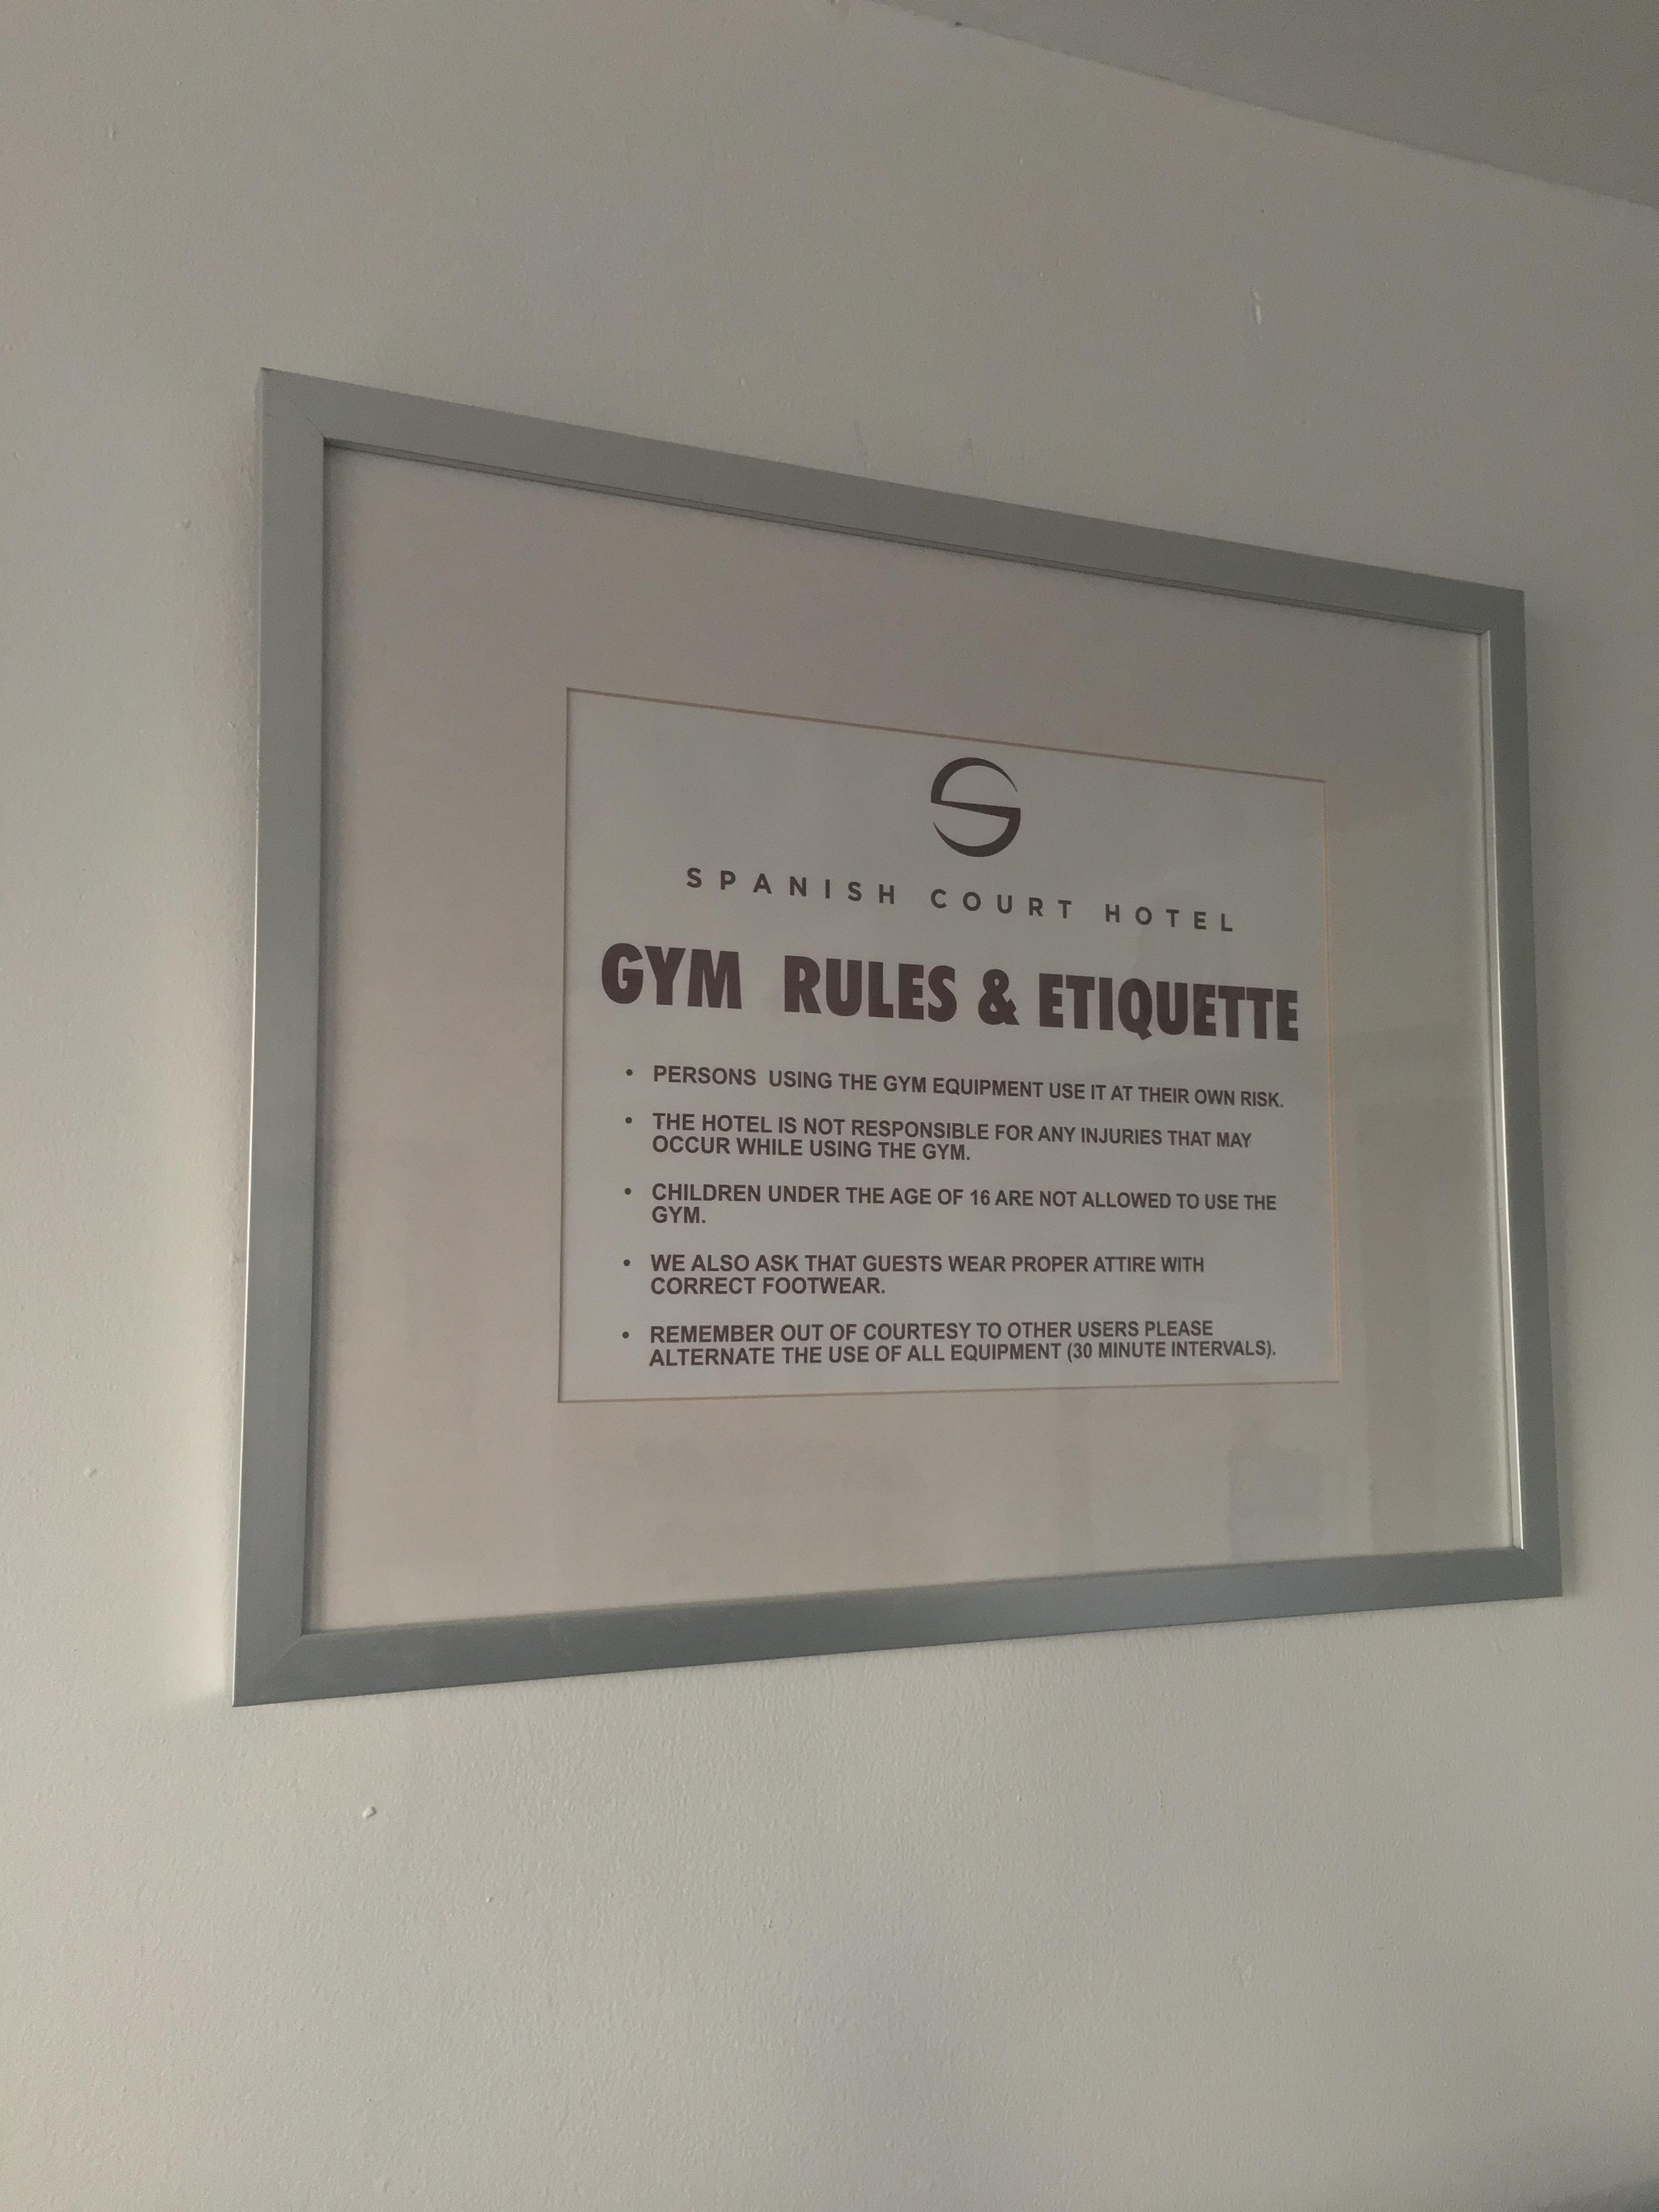 SPANISH COURT HOTEL
GYM RULES & ETIQUETTE
• PERSONS USING THE GYM EQUIPMENT USE IT AT THEIR OWN RISK.
• THE HOTEL IS NOT RESPONSIBLE FOR ANY INJURIES THAT MAY
OCCUR WHILE USING THE GYM.
• CHILDREN UNDER THE AGE OF 16 ARE NOT ALLOWED TO USE THE
GYM.
• WE ALSO ASK THAT GUESTS WEAR PROPER ATTIRE WITH
CORRECT FOOTWEAR.
• REMEMBER OUT OF COURTESY TO OTHER USERS PLEASE
ALTERNATE THE USE OF ALL EQUIPMENT (30 MINUTE INTERVALS).